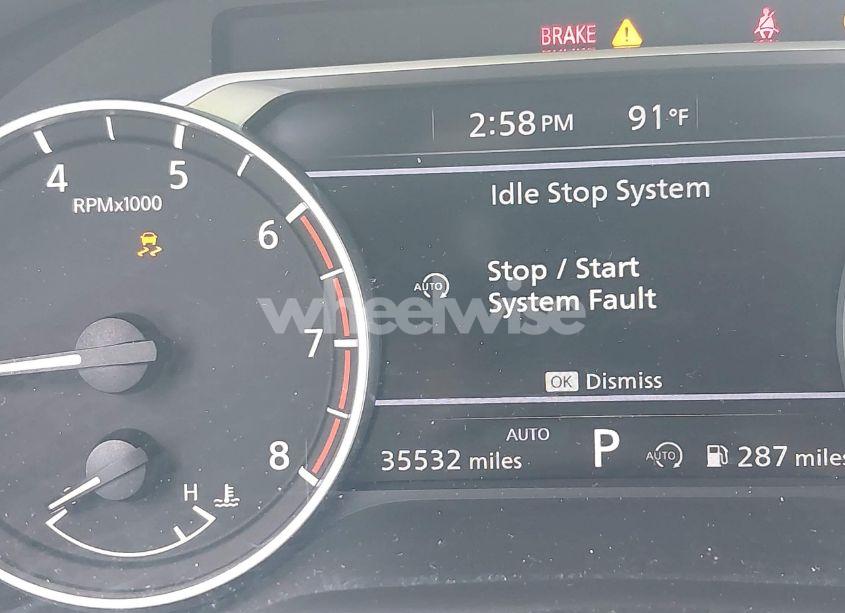 BRAKE
2:58 PM 91°F
4
5
RPMx1000
6
7
8
H
Idle Stop System
AUTO
Stop / Start
System Fault
OK Dismiss
AUTO
35532 miles P AUTO 287 miles
wheelwise